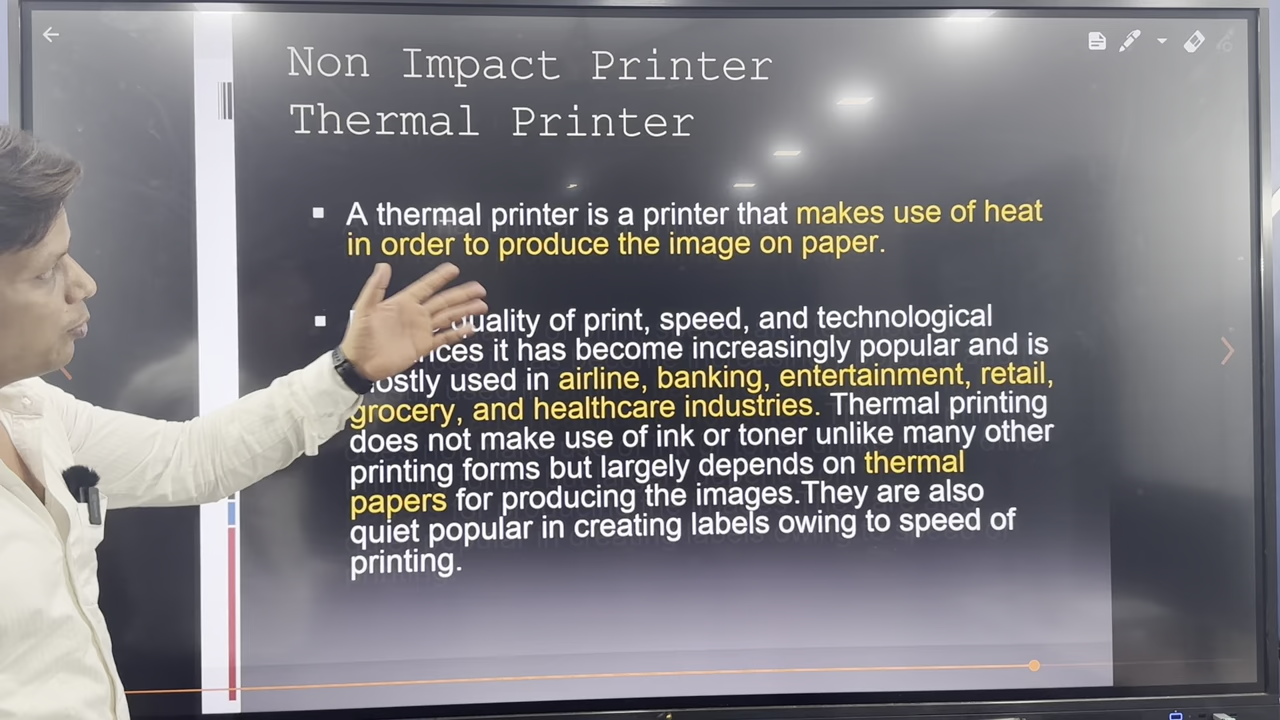 Non Impact Printer
Thermal Printer
A thermal printer is a printer that makes use of heat
in order to produce the image on paper.
quality of print, speed, and technological
it has become increasingly popular and is
mostly used in airline, banking, entertainment, retail,
grocery, and healthcare industries. Thermal printing
does not make use of ink or toner unlike many other
printing forms but largely depends on thermal
papers for producing the images.They are also
quiet popular in creating labels owing to speed of
printing.